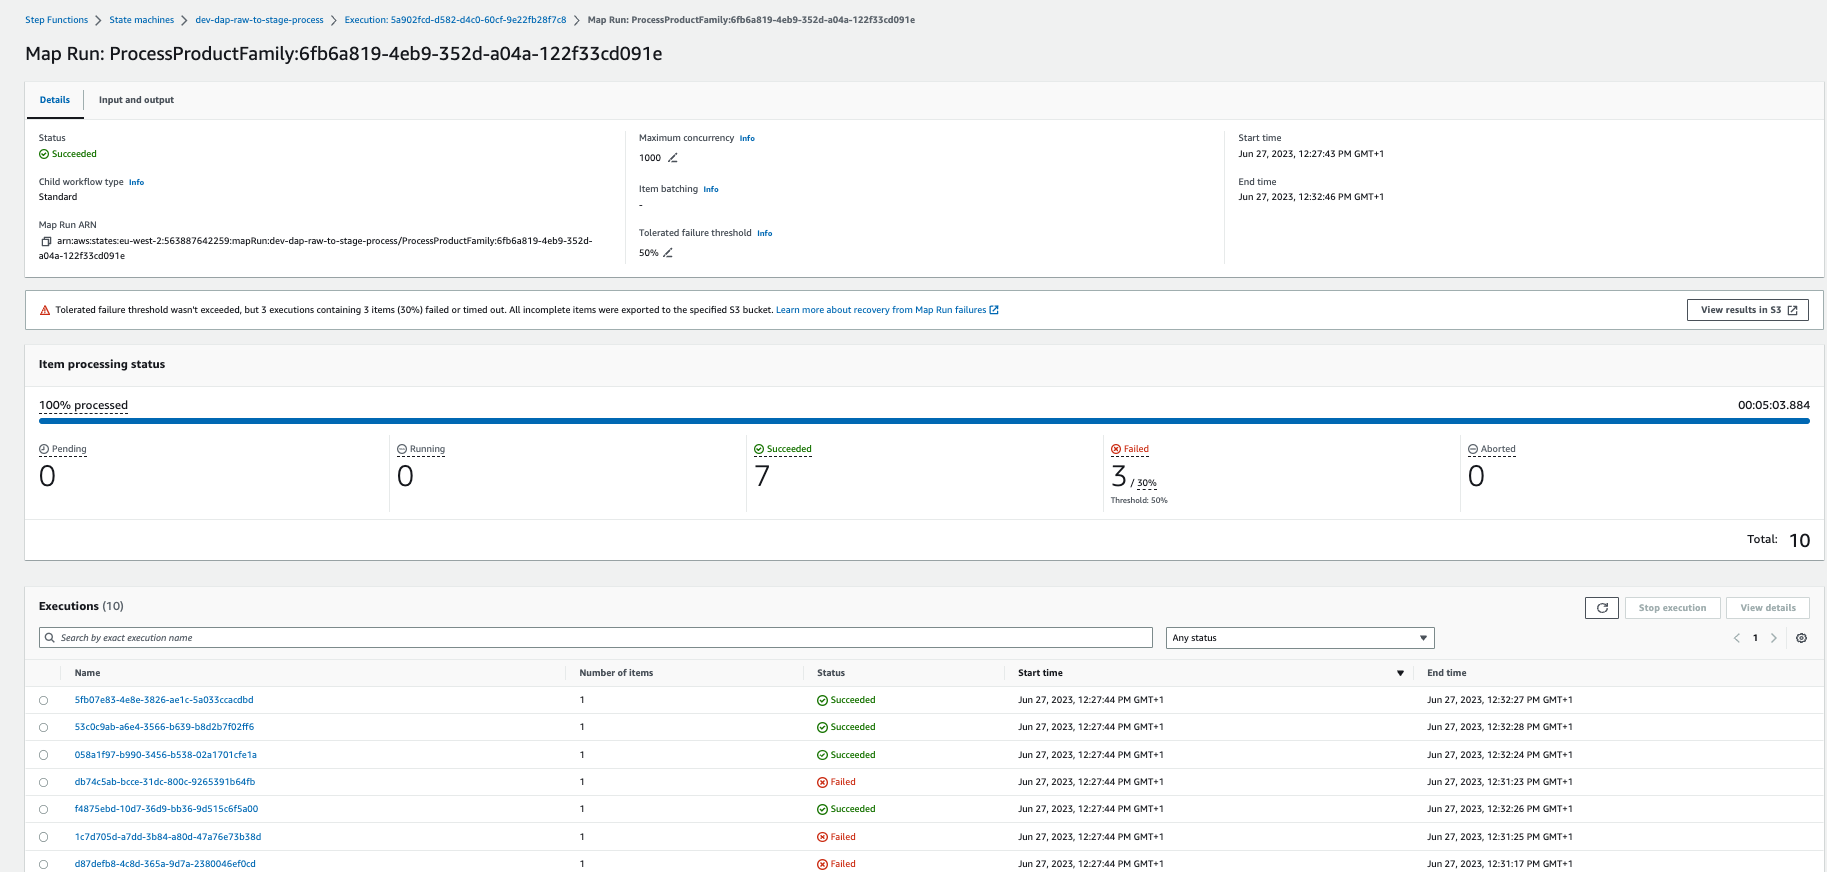 Step Functions > State machines > dev-dap-raw-to-stage-process > Execution: 5a902fcd-d582-d4c0-60cf-9e22fb28f7c8 > Map Run: ProcessProductFamily:6fb6a819-4eb9-352d-a04a-122f33cd091e
Map Run: ProcessProductFamily:6fb6a819-4eb9-352d-a04a-122f33cd091e
Details Input and output
Status
Succeeded
Child workflow type Info
Standard
Map Run ARN
arn:aws:states:eu-west-2:563887642259:mapRun:dev-dap-raw-to-stage-process/ProcessProductFamily:6fb6a819-4eb9-352d-
a04a-122f33cd091e
Maximum concurrency Info
1000
Item batching Info
-
Tolerated failure threshold Info
50%
Start time
Jun 27, 2023, 12:27:43 PM GMT+1
End time
Jun 27, 2023, 12:32:46 PM GMT+1
Tolerated failure threshold wasn't exceeded, but 3 executions containing 3 items (30%) failed or timed out. All incomplete items were exported to the specified S3 bucket. Learn more about recovery from Map Run failures
View results in S3
Item processing status
100% processed 00:05:03.884
Pending
0
Running
0
Succeeded
7
Failed
3 / 30%
Threshold: 50%
Aborted
0
Total: 10
Executions (10)
Stop execution View details
Search by exact execution name Any status 1
Name Number of items Status Start time End time
5fb07e83-4e8e-3826-ae1c-5a033ccacdbd 1 Succeeded Jun 27, 2023, 12:27:44 PM GMT+1 Jun 27, 2023, 12:32:27 PM GMT+1
53c0c9ab-a6e4-3566-b639-b8d2b7f02ff6 1 Succeeded Jun 27, 2023, 12:27:44 PM GMT+1 Jun 27, 2023, 12:32:28 PM GMT+1
058a1f97-b990-3456-b538-02a1701cfe1a 1 Succeeded Jun 27, 2023, 12:27:44 PM GMT+1 Jun 27, 2023, 12:32:24 PM GMT+1
db74c5ab-bcce-31dc-800c-9265391b64fb 1 Failed Jun 27, 2023, 12:27:44 PM GMT+1 Jun 27, 2023, 12:31:23 PM GMT+1
f4875ebd-10d7-36d9-bb36-9d515c6f5a00 1 Succeeded Jun 27, 2023, 12:27:44 PM GMT+1 Jun 27, 2023, 12:32:26 PM GMT+1
1c7d705d-a7dd-3b84-a80d-47a76e73b38d 1 Failed Jun 27, 2023, 12:27:44 PM GMT+1 Jun 27, 2023, 12:31:25 PM GMT+1
d87defb8-4c8d-365a-9d7a-2380046ef0cd 1 Failed Jun 27, 2023, 12:27:44 PM GMT+1 Jun 27, 2023, 12:31:17 PM GMT+1